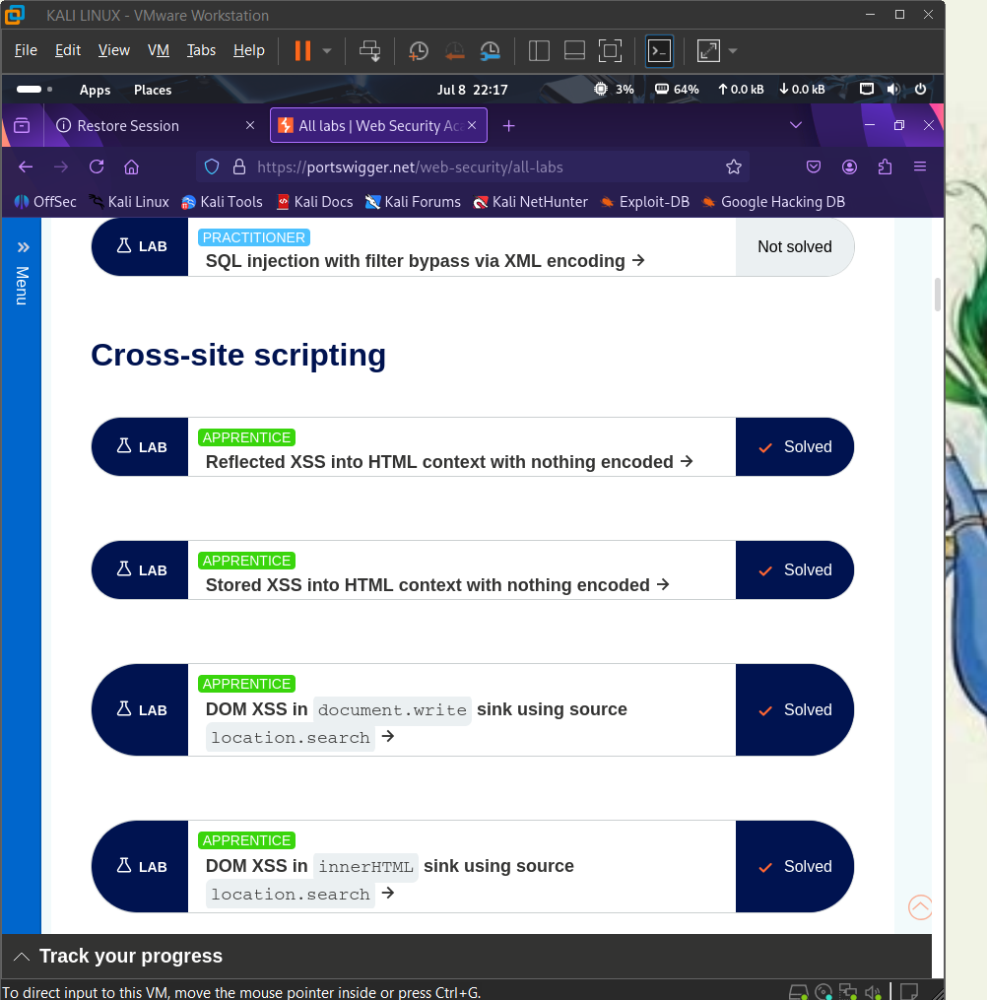 KALI LINUX - VMware Workstation
File Edit View VM Tabs Help
Apps Places Jul 8 22:17 3% 64% 0.0 kB 0.0 kB
Restore Session
All labs | Web Security Aca
https://portswigger.net/web-security/all-labs
OffSec Kali Linux Kali Tools Kali Docs Kali Forums Kali NetHunter Exploit-DB Google Hacking DB
Menu
LAB
PRACTITIONER
SQL injection with filter bypass via XML encoding →
Not solved
Cross-site scripting
LAB
APPRENTICE
Reflected XSS into HTML context with nothing encoded →
Solved
LAB
APPRENTICE
Stored XSS into HTML context with nothing encoded →
Solved
LAB
APPRENTICE
DOM XSS in document.write sink using source
location.search →
Solved
LAB
APPRENTICE
DOM XSS in innerHTML sink using source
location.search →
Solved
Track your progress
To direct input to this VM, move the mouse pointer inside or press Ctrl+G.